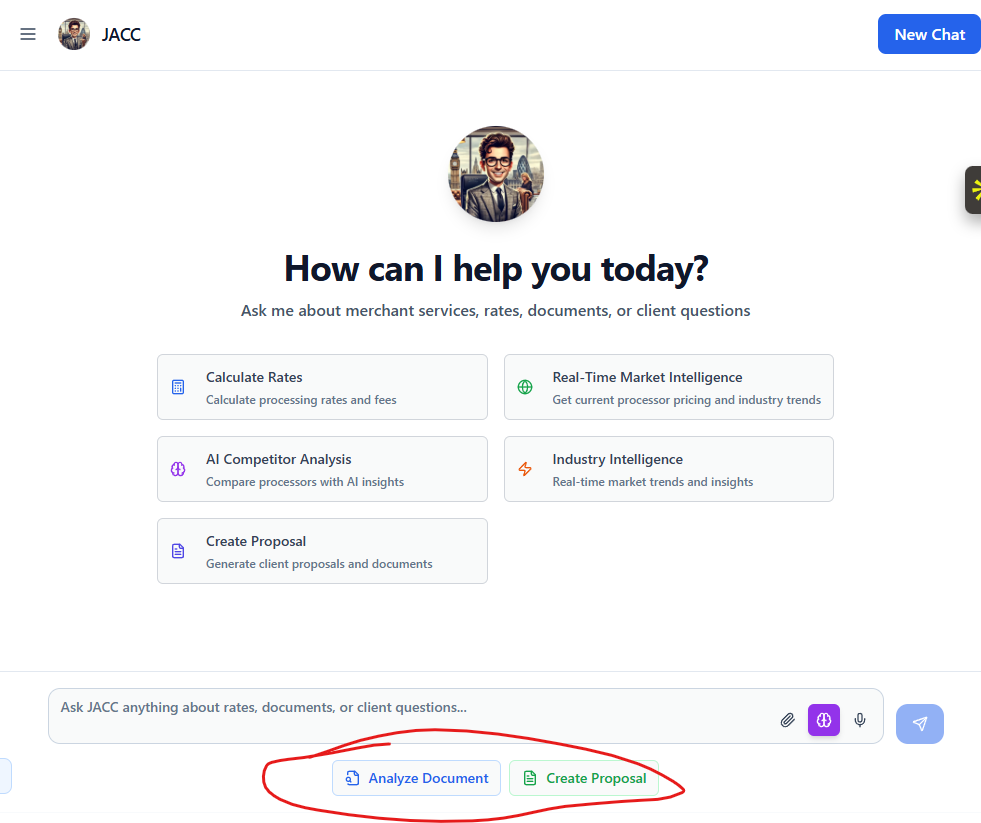 JACC
New Chat
How can I help you today?
Ask me about merchant services, rates, documents, or client questions
Calculate Rates
Calculate processing rates and fees
Real-Time Market Intelligence
Get current processor pricing and industry trends
AI Competitor Analysis
Compare processors with AI insights
Industry Intelligence
Real-time market trends and insights
Create Proposal
Generate client proposals and documents
Ask JACC anything about rates, documents, or client questions...
Analyze Document
Create Proposal